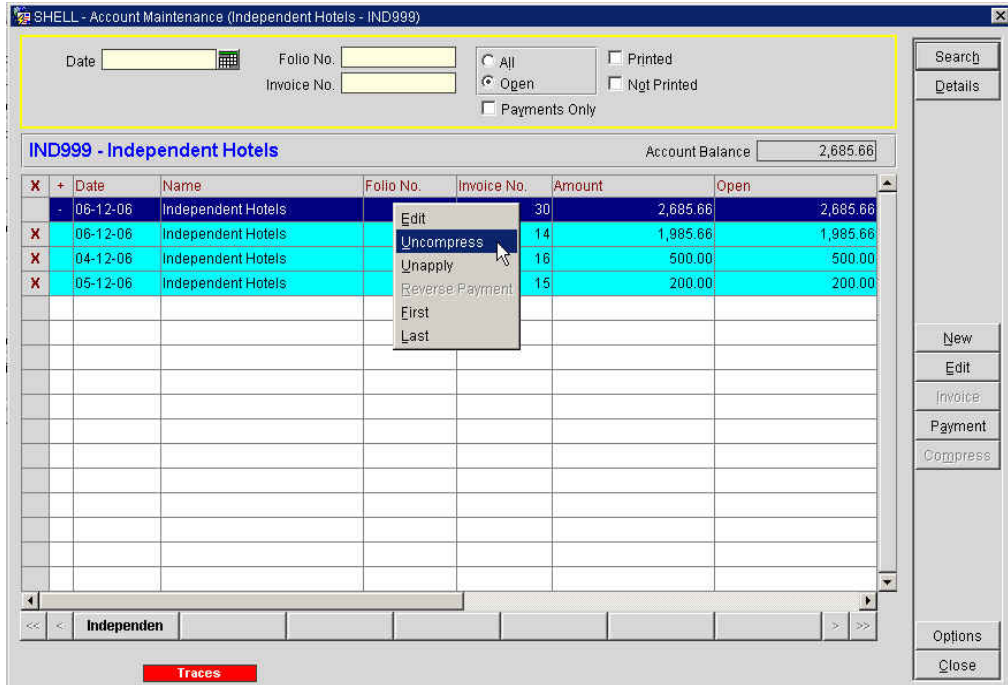 SHELL - Account Maintenance (Independent Hotels - IND999)
Date Folio No. All Printed Search
Invoice No. Open Not Printed Details
Payments Only
IND999 - Independent Hotels Account Balance 2,685.66
X + Date Name Folio No. Invoice No. Amount Open
- 06-12-06 Independent Hotels 30 2,685.66 2,685.66
X 06-12-06 Independent Hotels 14 1,985.66 500.00
X 04-12-06 Independent Hotels 16 500.00 500.00
X 05-12-06 Independent Hotels 15 200.00 200.00
Edit
Uncompress
Unapply
Reverse Payment
First
Last
New
Edit
Invoice
Payment
Compress
<< < Independen > >>
Options
Traces Close